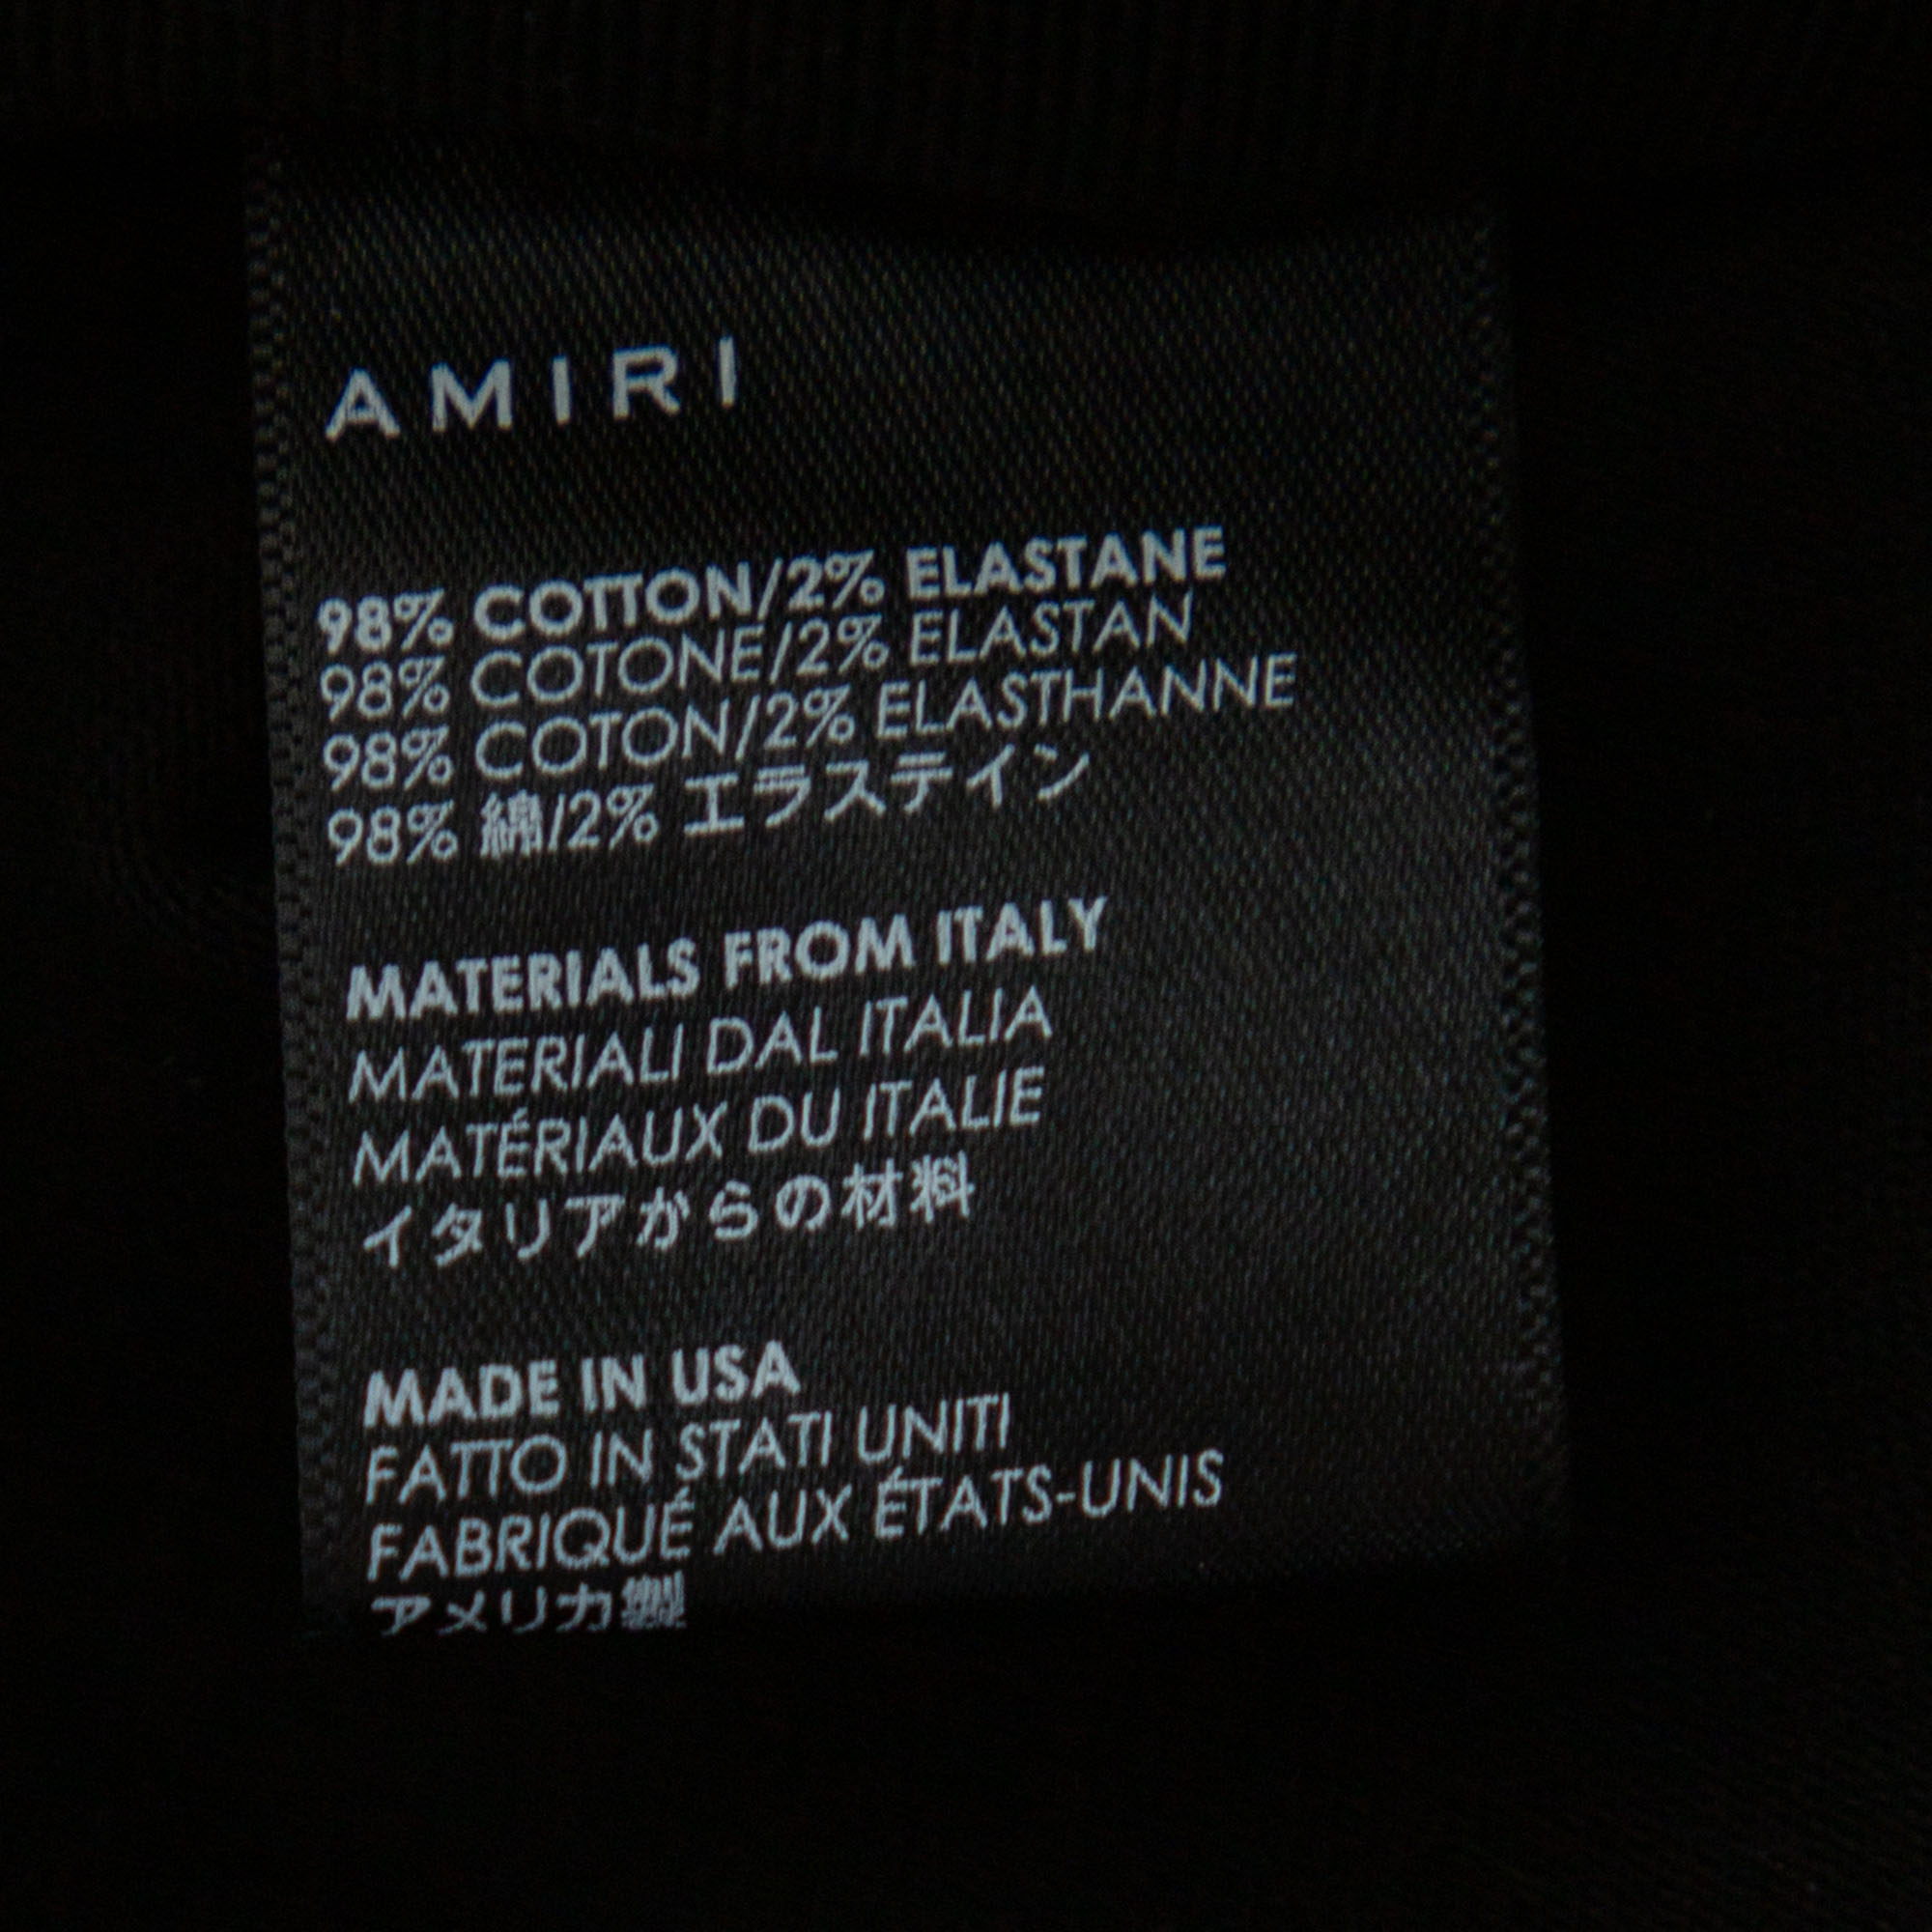 AMIRI
98% COTTON/2% ELASTANE
98% COTONE/2% ELASTAN
98% COTON/2% ELASTHANNE
98% 綿/2% エラステイン
MATERIALS FROM ITALY
MATERIALI DAL ITALIA
MATÉRIAUX DU ITALIE
イタリアからの材料
MADE IN USA
FATTO IN STATI UNITI
FABRIQUÉ AUX ÉTATS-UNIS
アメリカ製